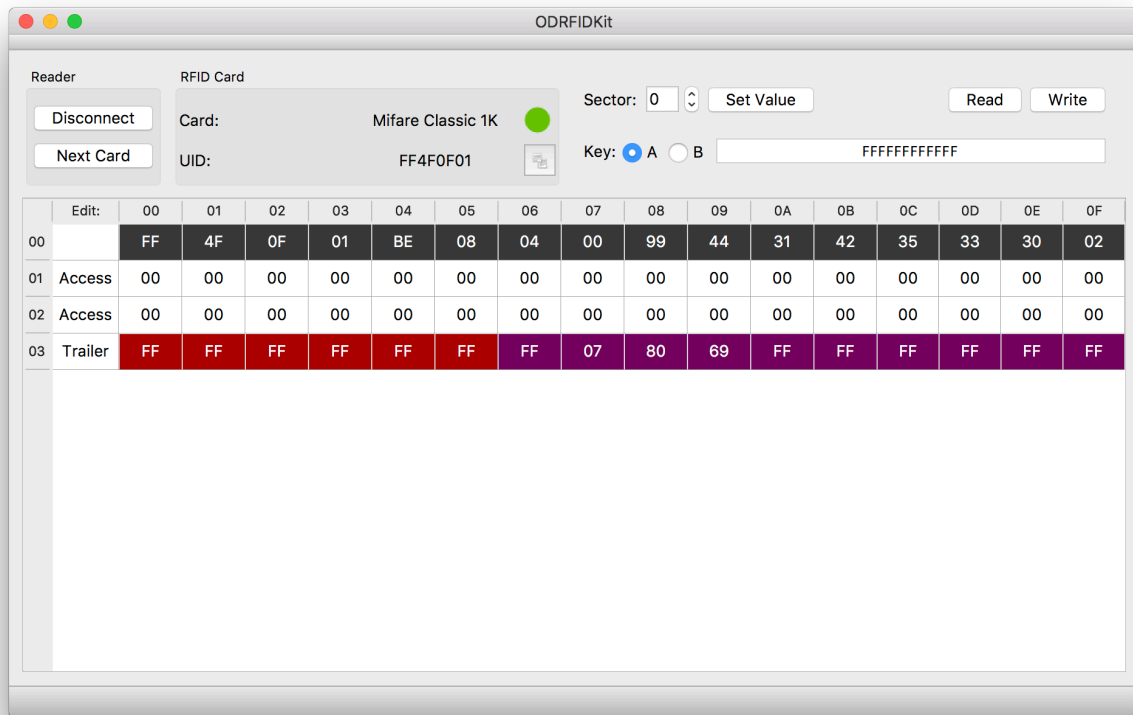 ODRFIDKit
Reader
RFID Card
Sector: 0 Set Value Read Write
Disconnect
Card: Mifare Classic 1K
Next Card
UID: FF4F0F01
Key: A B FFFFFFFFFFFF
Edit: 00 01 02 03 04 05 06 07 08 09 0A 0B 0C 0D 0E 0F
00 FF 4F 0F 01 BE 08 04 00 99 44 31 42 35 33 30 02
01 Access 00 00 00 00 00 00 00 00 00 00 00 00 00 00 00 00
02 Access 00 00 00 00 00 00 00 00 00 00 00 00 00 00 00 00
03 Trailer FF FF FF FF FF FF FF 07 80 69 FF FF FF FF FF FF